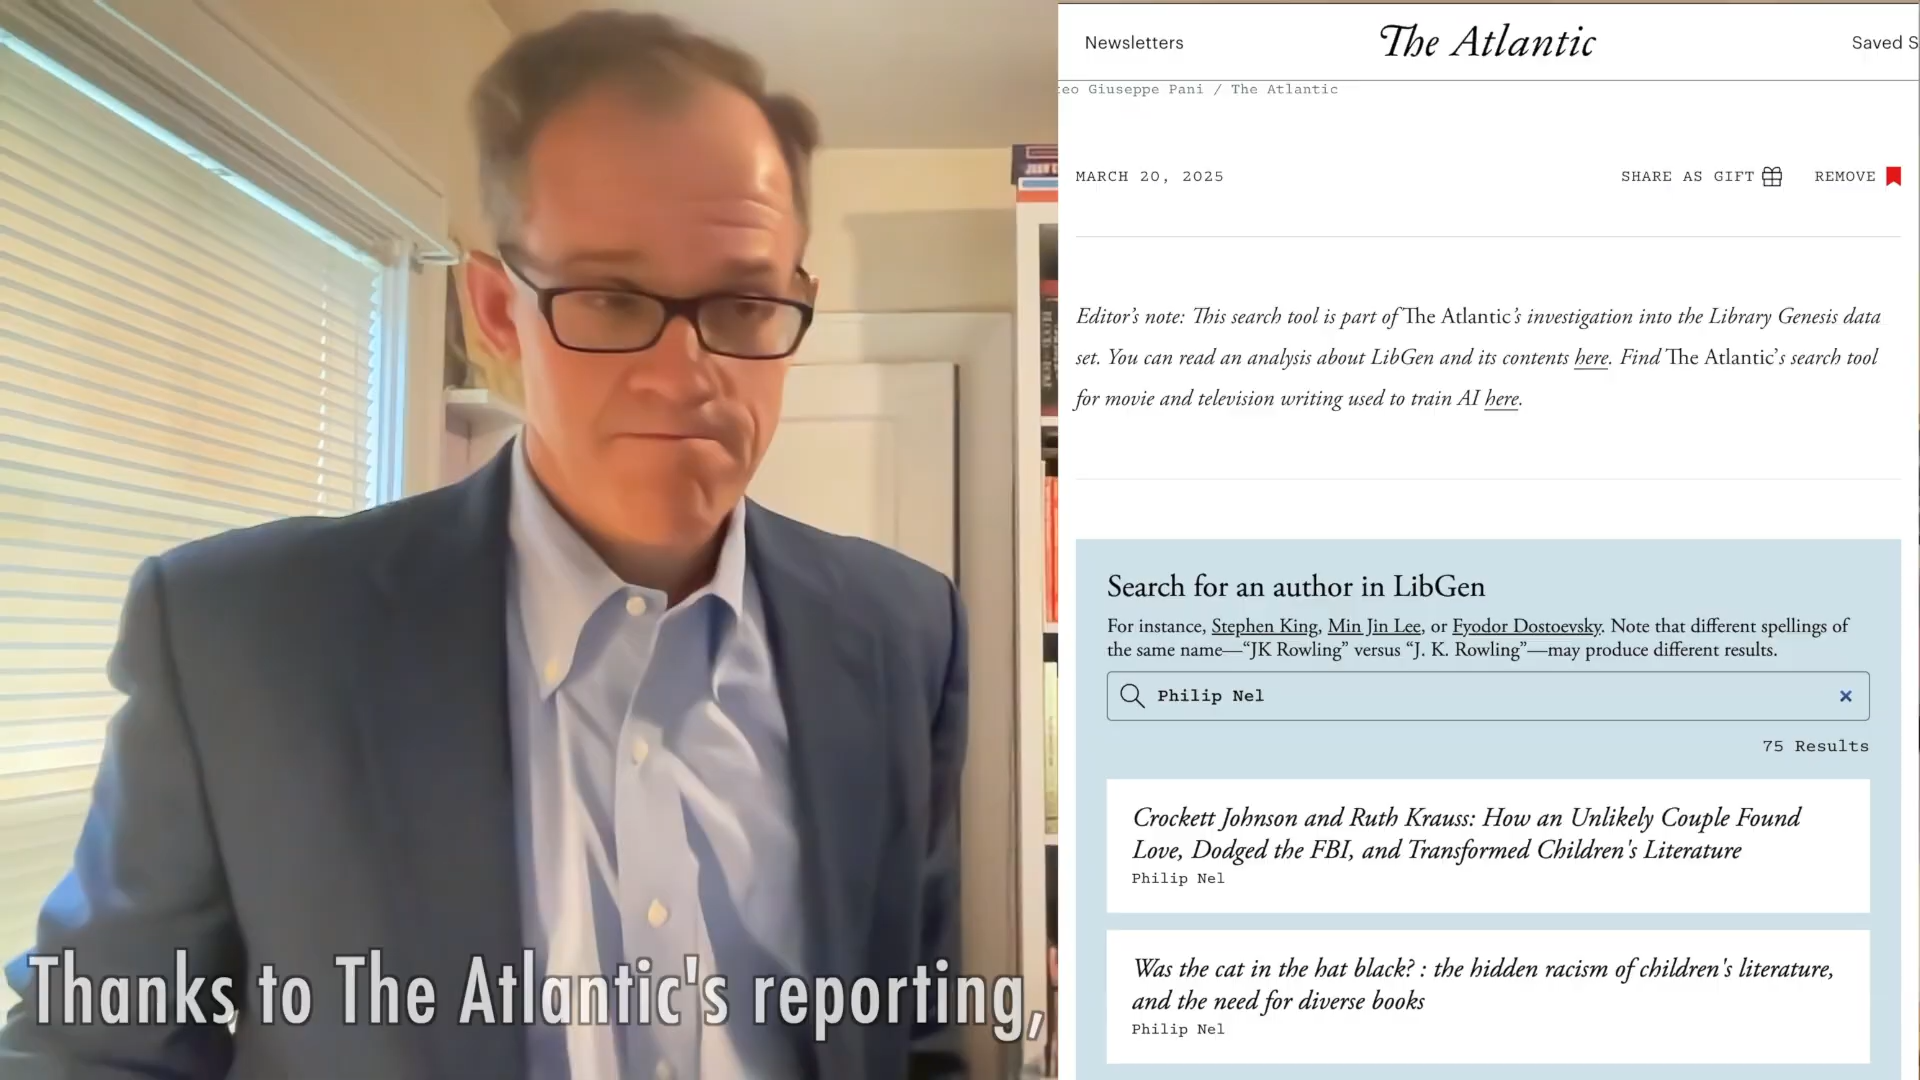 Newsletters
The Atlantic
Saved S
eo Giuseppe Pani / The Atlantic
MARCH 20, 2025
SHARE AS GIFT
REMOVE
Editor's note: This search tool is part of The Atlantic's investigation into the Library Genesis data
set. You can read an analysis about LibGen and its contents here. Find The Atlantic's search tool
for movie and television writing used to train AI here.
Search for an author in LibGen
For instance, Stephen King, Min Jin Lee, or Fyodor Dostoevsky. Note that different spellings of
the same name—“JK Rowling” versus “J. K. Rowling”—may produce different results.
Philip Nel
75 Results
Crockett Johnson and Ruth Krauss: How an Unlikely Couple Found
Love, Dodged the FBI, and Transformed Children's Literature
Philip Nel
Was the cat in the hat black? : the hidden racism of children's literature,
and the need for diverse books
Philip Nel
Thanks to The Atlantic's reporting,